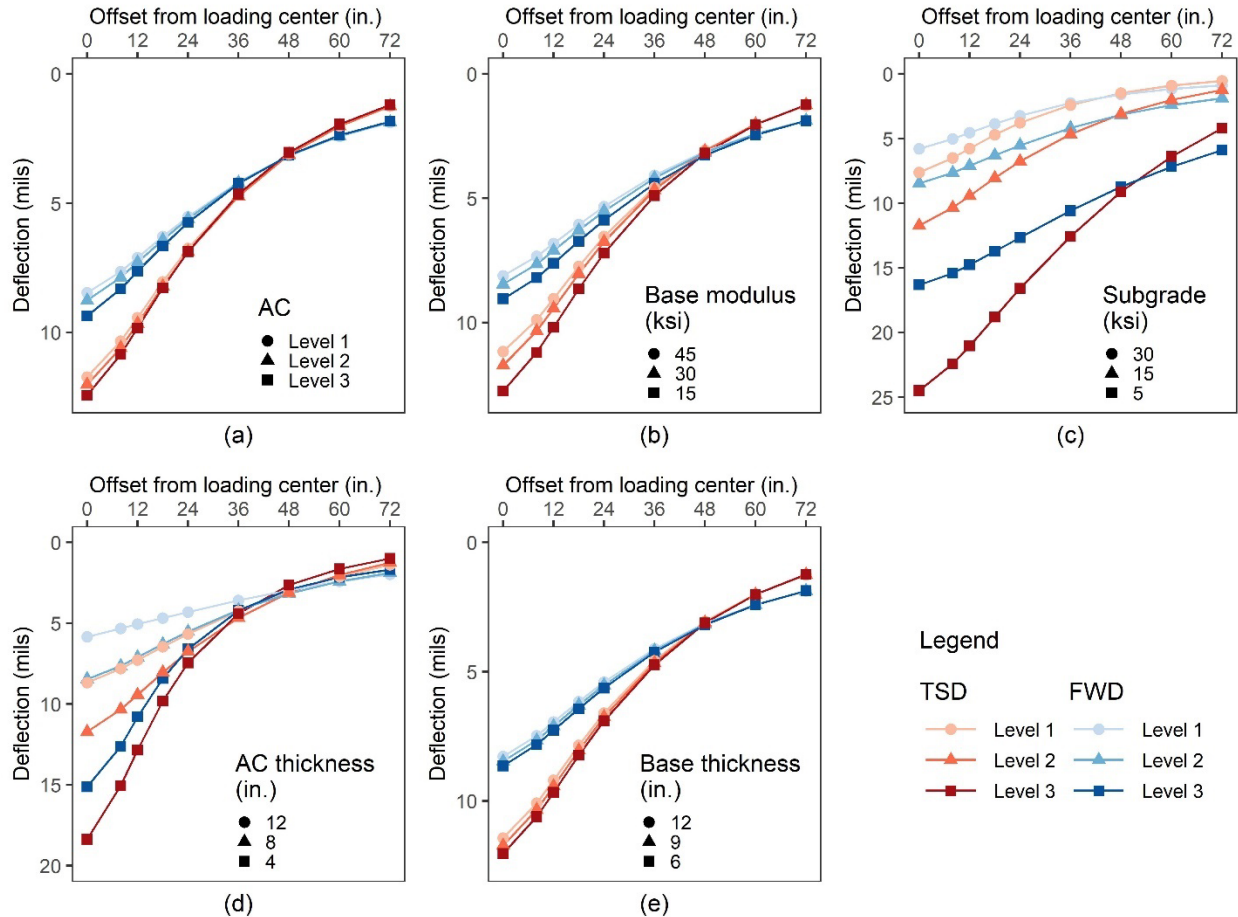 Offset from loading center (in.)
0 12 24 36 48 60 72
Deflection (mils)
0
5
10
AC
Level 1
Level 2
Level 3
(a)
Offset from loading center (in.)
0 12 24 36 48 60 72
Deflection (mils)
0
5
10
Base modulus
(ksi)
45
30
15
(b)
Offset from loading center (in.)
0 12 24 36 48 60 72
Deflection (mils)
0
5
10
15
20
25
Subgrade
(ksi)
30
15
5
(c)
Offset from loading center (in.)
0 12 24 36 48 60 72
Deflection (mils)
0
5
10
15
20
AC thickness
(in.)
12
8
4
(d)
Offset from loading center (in.)
0 12 24 36 48 60 72
Deflection (mils)
0
5
10
Base thickness
(in.)
12
9
6
(e)
Legend
TSD FWD
Level 1 Level 1
Level 2 Level 2
Level 3 Level 3